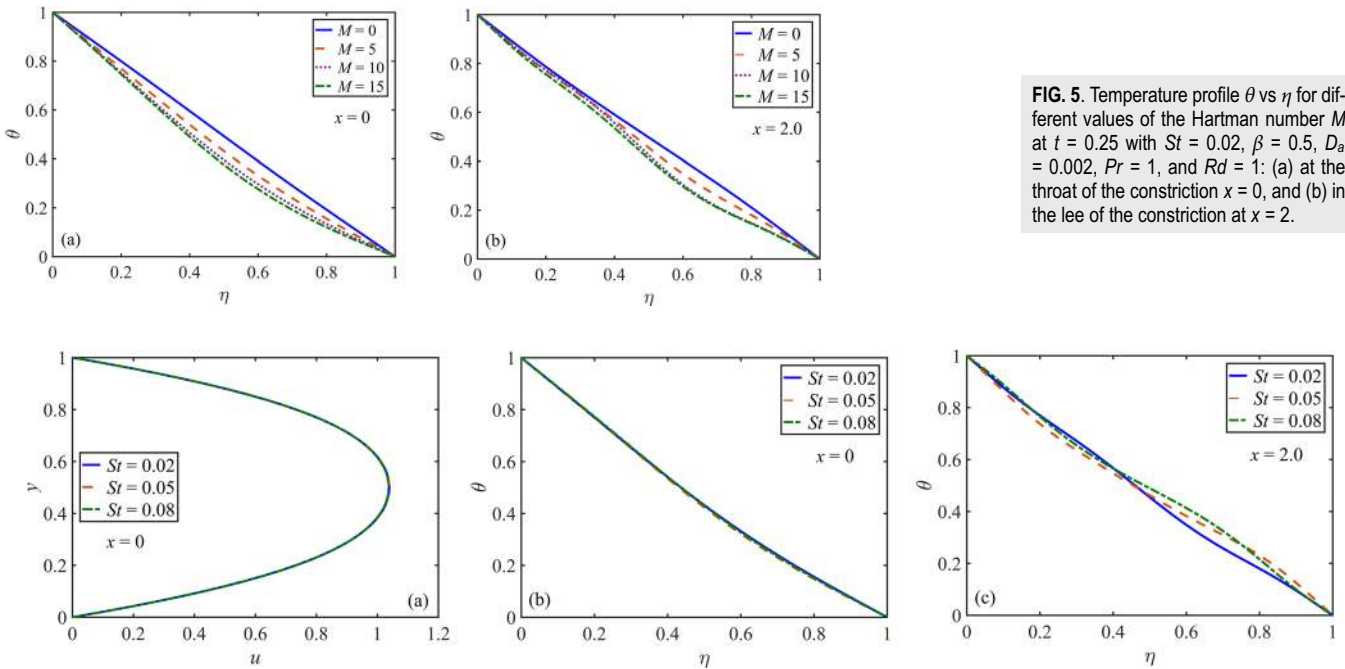 1
0.8
0.6
θ
0.4
0.2
0
0 0.2 0.4 0.6 0.8 1
η
M = 0
M = 5
M = 10
M = 15
x = 0
(a)
1
0.8
0.6
θ
0.4
0.2
0
0 0.2 0.4 0.6 0.8 1
η
M = 0
M = 5
M = 10
M = 15
x = 2.0
(b)
FIG. 5. Temperature profile θ vs η for dif-
ferent values of the Hartman number M
at t = 0.25 with St = 0.02, β = 0.5, Da
= 0.002, Pr = 1, and Rd = 1: (a) at the
throat of the constriction x = 0, and (b) in
the lee of the constriction at x = 2.
1
0.8
0.6
y
0.4
0.2
0
0 0.2 0.4 0.6 0.8 1 1.2
u
St = 0.02
St = 0.05
St = 0.08
x = 0
(a)
1
0.8
0.6
θ
0.4
0.2
0
0 0.2 0.4 0.6 0.8 1
η
St = 0.02
St = 0.05
St = 0.08
x = 0
(b)
1
0.8
0.6
θ
0.4
0.2
0
0 0.2 0.4 0.6 0.8 1
η
St = 0.02
St = 0.05
St = 0.08
x = 2.0
(c)